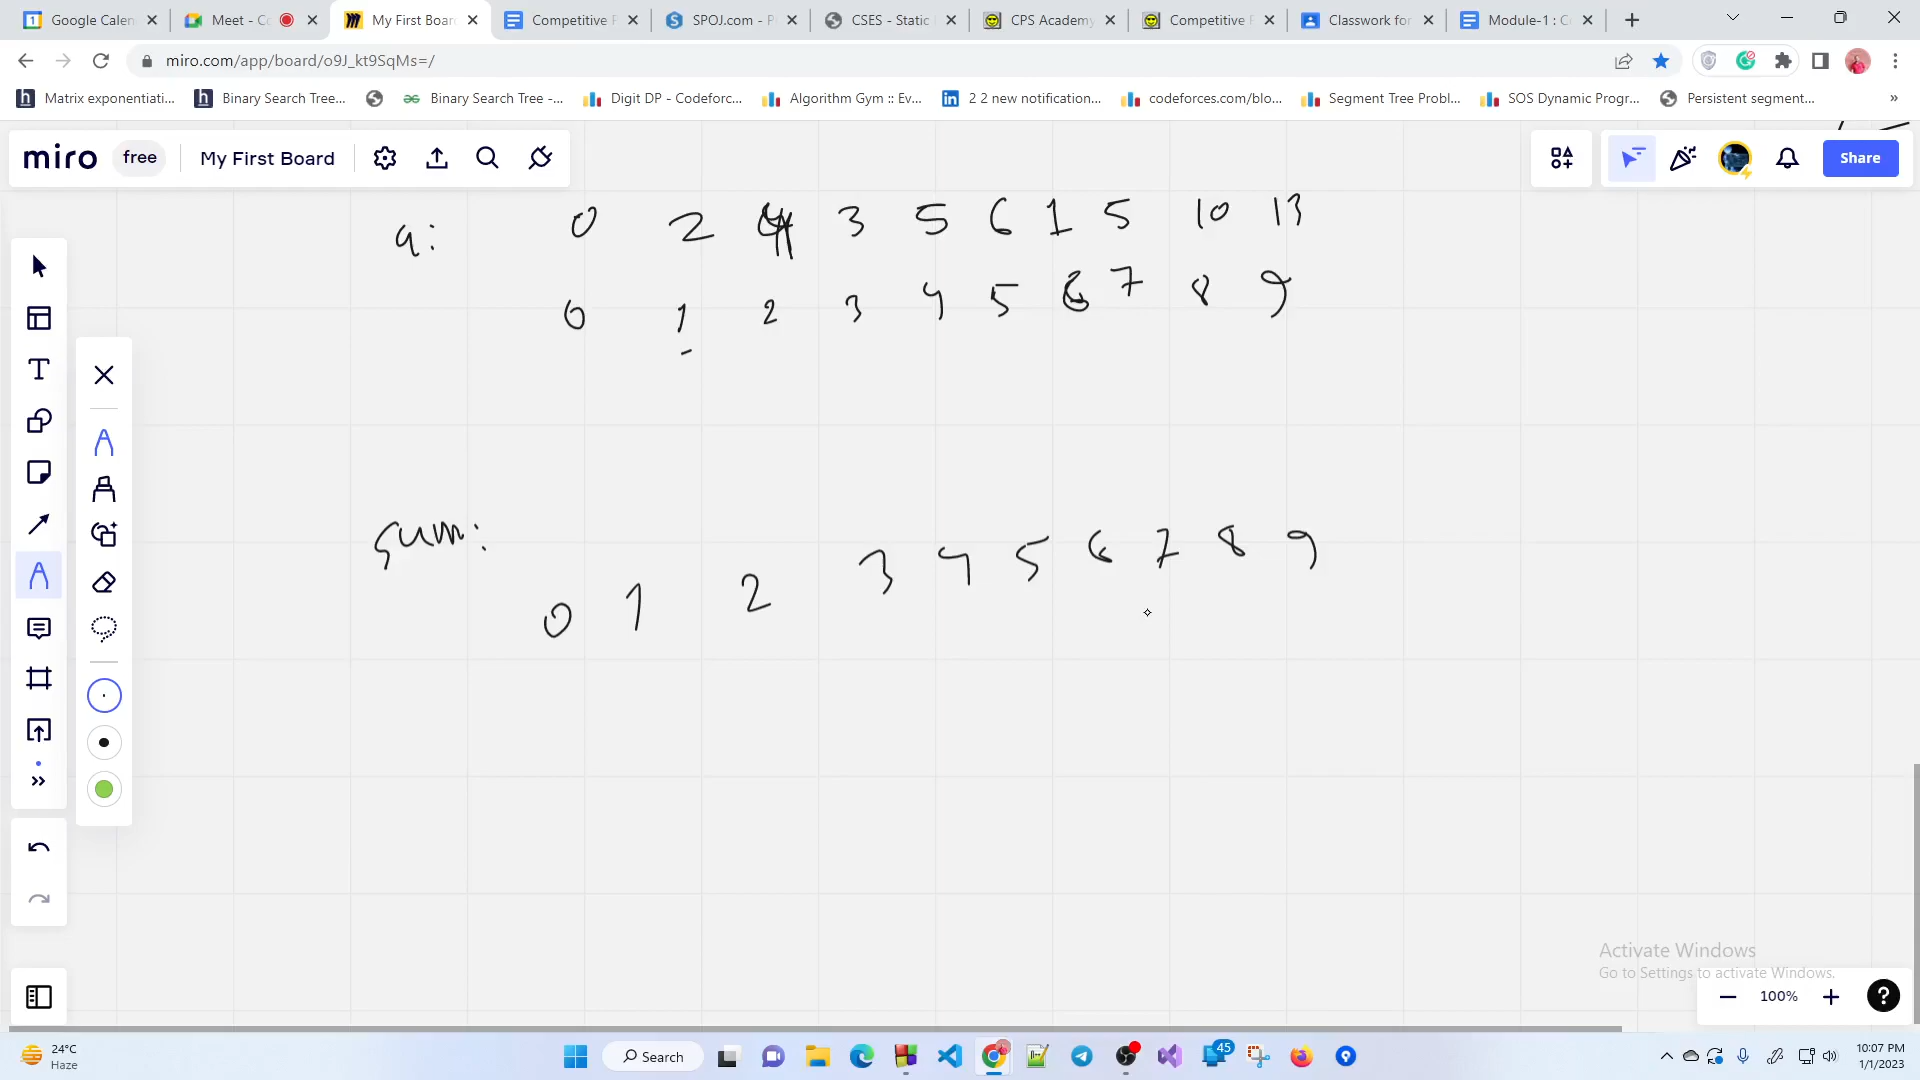 Google Calen
Meet - Co
My First Boar
Competitive P
SPOJ.com - P
CSES - Static
CPS Academy
Competitive P
Classwork for
Module-1 : C
miro.com/app/board/o9J_kt9SqMs=/
Matrix exponentiati...
Binary Search Tree...
Binary Search Tree -...
Digit DP - Codeforc...
Algorithm Gym :: Ev...
2 2 new notification...
codeforces.com/blo...
Segment Tree Probl...
SOS Dynamic Progr...
Persistent segment...
miro free My First Board
Share
a: 0 2 4 3 5 6 1 5 10 13
0 1 2 3 4 5 6 7 8 9
sum:
0 1 2 3 4 5 6 7 8 9
Activate Windows
Go to Settings to activate Windows.
100%
24°C
Haze
Search
45
10:07 PM
1/1/2023